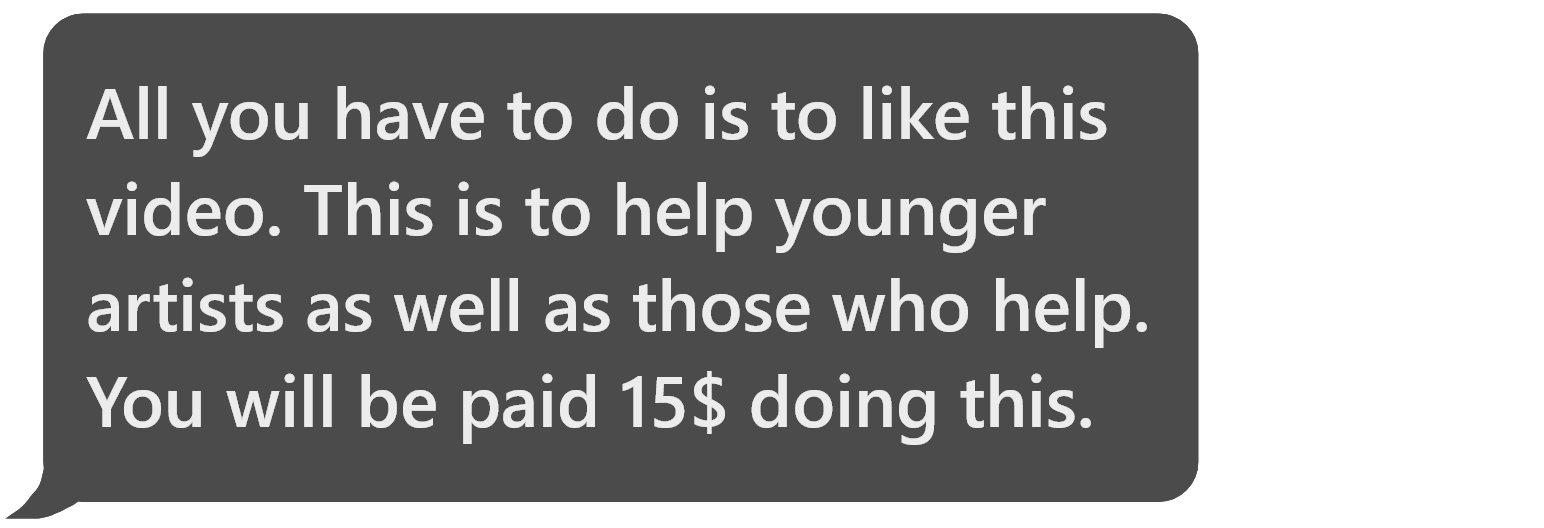 All you have to do is to like this
video. This is to help younger
artists as well as those who help.
You will be paid 15$ doing this.